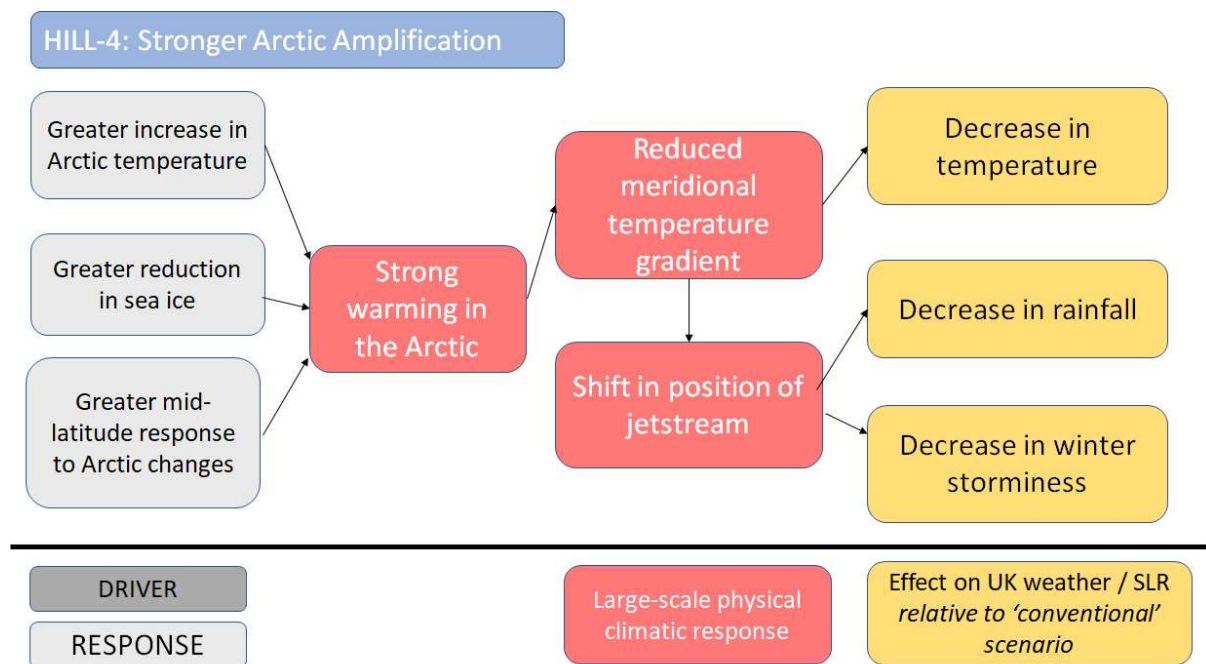 HILL-4: Stronger Arctic Amplification
Greater increase in
Arctic temperature
Greater reduction
in sea ice
Greater mid-
latitude response
to Arctic changes
Strong
warming in
the Arctic
Reduced
meridional
temperature
gradient
Shift in position of
jetstream
Decrease in
temperature
Decrease in rainfall
Decrease in winter
storminess
DRIVER
RESPONSE
Large-scale physical
climatic response
Effect on UK weather / SLR
relative to ‘conventional’
scenario